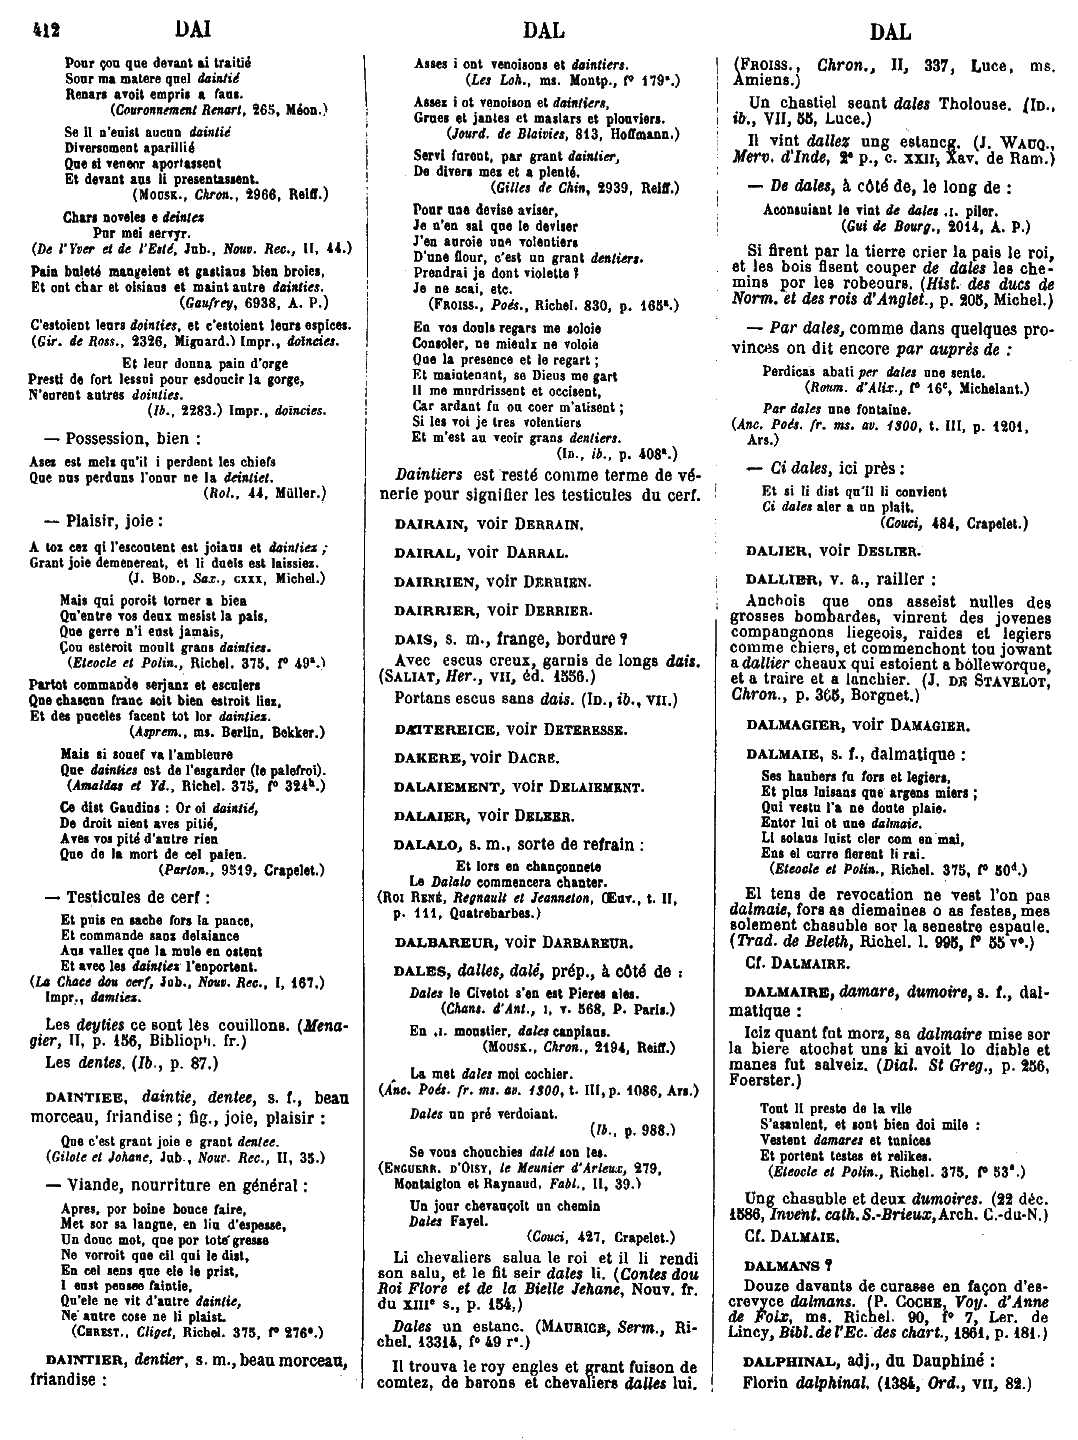 412 DAI DAL DAL
Pour çou que devant ai traitié
Sour ma matere quel daintié
Renars avoit empris a faus.
(Couronnement Renart, 265, Méon.)
Se il n'euist aucun daintié
Diversoment aparillié
Que si veneor aportassent
Et devant aus li presentassent.
(MOUSK., Chron., 2966, Reiff.)
Chars noveles e deintez
Pur mei servyr.
(De l'Yver et de l'Esté, Jub., Nouv. Rec., II, 44.)
Pain buleté mangeient et gastiaus bien broies,
Et ont char et oisiaus et maint autre dainties.
(Gaufrey, 6938, A. P.)
C'estoient leurs dointies, et c'estoient leurs espices.
(Gir. de Ross., 2326, Mignard.) Impr., doincies.
Et leur donna pain d'orge
Presti de fort lessui pour esdoucir la gorge,
N'eurent autres dointies.
(Ib., 2283.) Impr., doincies.
— Possession, bien :
Ases est melz qu'il i perdent les chiefs
Que nus perduns l'onur ne la deintiet.
(Rol., 44, Müller.)
— Plaisir, joie :
A toz cez qi l'escoutent est joiaus et daintiez ;
Grant joie demenerent, et li duels est laissiez.
(J. BOD., Sax., CXXX, Michel.)
Mais qui poroit torner a bien
Qu'entre vos deux mesist la pais,
Que gerre n'i eust jamais,
Çou esteroit moult grans dainties.
(Eteocle et Polin., Richel. 375, f° 49ª.)
Partot commande serjanz et escuiers
Que chascun franc soit bien estroit liez,
Et des puceles facent tot lor daintiez.
(Asprem., ms. Berlin, Bekker.)
Mais si souef va l'ambleure
Que dainties est de l'esgarder (le palefroi).
(Amaldas et Yd., Richel. 375, f° 324ᵇ.)
Ce dist Gaudins : Or oi daintié,
De droit nient aves pitié,
Aves vos pité d'autre rien
Que de la mort de cel paien.
(Parton., 9519, Crapelet.)
— Testicules de cerf :
Et puis en sache fors la pance,
Et commande sanz delaiance
Aus vallez que la mule en ostent
Et avec les daintiez l'enportent.
(La Chace dou cerf, Jub., Nouv. Rec., I, 167.)
Impr., damtiez.
Les deyties ce sont les couillons. (Mena-
gier, II, p. 156, Biblioph. fr.)
Les dentes. (Ib., p. 87.)
DAINTIEE, daintie, dentee, s. f., beau
morceau, friandise ; fig., joie, plaisir :
Que c'est grant joie e grant dentee.
(Gilote et Johane, Jub., Nouv. Rec., II, 35.)
— Viande, nourriture en général :
Apres, por boine bouce faire,
Met sor sa langue, en liu d'espesse,
Un douc mot, que por tote gresse
Ne vorroit que cil qui le dist,
En cel sens que ele le prist,
I eust pensee faintie,
Qu'ele ne vit d'autre daintie,
Ne autre cose ne li plaist.
(CHREST., Cliget, Richel. 375, f° 276ª.)
DAINTIER, dentier, s. m., beau morceau,
friandise :
Asses i ont venoisons et daintiers.
(Les Loh., ms. Montp., f° 179ª.)
Assez i ot venoison et daintiers,
Grues et jantes et maslars et plouviers.
(Jourd. de Blaivies, 813, Hoffmann.)
Servi furent, par grant daintier,
De divers mez et a plenté.
(Gilles de Chin, 2939, Reiff.)
Pour une devise aviser,
Je n'en sai que le deviser
J'en auroie une volentiers
D'une flour, c'est un grant dentiers.
Prendrai je dont violette ?
Je ne scai, etc.
(FROISS., Poés., Richel. 830, p. 165ª.)
En vos douls regars me soloie
Consoler, ne mieulx ne voloie
Que la presence et le regart ;
Et maintenant, se Dieus me gart
Il me murdrissent et occisent,
Car ardant fu ou coer m'atisent ;
Si les voi je tres volentiers
Et m'est au veoir grans dentiers.
(ID., ib., p. 408ª.)
Daintiers est resté comme terme de vé-
nerie pour signifier les testicules du cerf.
DAIRAIN, voir DERRAIN.
DAIRAL, voir DARRAL.
DAIRRIEN, voir DERRIEN.
DAIRRIER, voir DERRIER.
DAIS, s. m., frange, bordure ?
Avec escus creux, garnis de longs dais.
(SALIAT, Her., VII, éd. 1556.)
Portans escus sans dais. (ID., ib., VII.)
DAITEREICE, voir DETERESSE.
DAKERE, voir DACRE.
DALAIEMENT, voir DELAIEMENT.
DALAIER, voir DELEER.
DALALO, s. m., sorte de refrain :
Et lors en chançonnete
Le Dalalo commencera chanter.
(ROI RENÉ, Regnault et Jeanneton, Œuv., t. II,
p. 111, Quatrebarbes.)
DALBAREUR, voir DARBAREUR.
DALES, dalles, dalé, prép., à côté de :
Dales le Civetot s'en est Pieres ales.
(Chans. d'Ant., I, v. 568, P. Paris.)
En .I. moustier, dales canpiaus.
(MOUSK., Chron., 2194, Reiff.)
La met dales moi cochier.
(Anc. Poés. fr. ms. av. 1300, t. III, p. 1086, Ars.)
Dales un pré verdoiant.
(Ib., p. 988.)
Se vous chouchies dalé son les.
(ENGUERR. D'OISY, le Meunier d'Arleux, 279,
Montaiglon et Raynaud, Fabl., II, 39.)
Un jour chevauçoit un chemin
Dales Fayel.
(Couci, 427, Crapelet.)
Li chevaliers salua le roi et il li rendi
son salu, et le fit seir dales li. (Contes dou
Roi Flore et de la Bielle Jehane, Nouv. fr.
du XIIIᵉ s., p. 154,)
Dales un estanc. (MAURICE, Serm., Ri-
chel. 13314, f° 49 r°.)
Il trouva le roy engles et grant fuison de
comtez, de barons et chevaliers dalles lui.
(FROISS., Chron., II, 337, Luce, ms.
Amiens.)
Un chastiel seant dales Tholouse. (ID.,
ib., VII, 55, Luce.)
Il vint dallez ung estancg. (J. WAUQ.,
Merv. d'Inde, 2ᵉ p., c. XXII, Xav. de Ram.)
— De dales, à côté de, le long de :
Aconsuiant le vint de dales .I. piler.
(Gui de Bourg., 2014, A. P.)
Si firent par la tierre crier la pais le roi,
et les bois fisent couper de dales les che-
mins por les robeours. (Hist. des ducs de
Norm. et des rois d'Anglet., p. 205, Michel.)
— Par dales, comme dans quelques pro-
vinces on dit encore par auprès de :
Perdicas abati per dales une sente.
(Roum. d'Alix., f° 16ᶜ, Michelant.)
Par dales une fontaine.
(Anc. Poés. fr. ms. av. 1300, t. III, p. 1201,
Ars.)
— Ci dales, ici près :
Et si li dist qu'il li convient
Ci dales aler a un plait.
(Couci, 484, Crapelet.)
DALIER, voir DESLIER.
DALLIER, v. a., railler :
Anchois que ons asseist nulles des
grosses bombardes, vinrent des jovenes
compangnons liegeois, raides et legiers
comme chiers, et commenchont tou jowant
a dallier cheaux qui estoient a bolleworque,
et a traire et a lanchier. (J. DE STAVELOT,
Chron., p. 365, Borgnet.)
DALMAGIER, voir DAMAGIER.
DALMAIE, s. f., dalmatique :
Ses haubers fu fors et legiers,
Et plus luisans que argens miers ;
Qui vestu l'a ne doute plaie.
Entor lui ot une dalmaie.
Li solaus luist cler com en mai,
Ens el curre fierent li rai.
(Eteocle et Polin., Richel. 375, f° 50ᵈ.)
El tens de revocation ne vest l'on pas
dalmaie, fors as diemaines o as festes, mes
solement chasuble sor la senestre espaule.
(Trad. de Beleth, Richel. l. 995, f° 55 v°.)
Cf. DALMAIRE.
DALMAIRE, damare, dumoire, s. f., dal-
matique :
Iciz quant fut morz, sa dalmaire mise sor
la biere atochat uns ki avoit lo diable et
manes fut salveiz. (Dial. St Greg., p. 256,
Foerster.)
Tout li preste de la vile
S'asanlent, et sont bien doi mile :
Vestent damares et tunices
Et portent testes et relikes.
(Eteocle et Polin., Richel. 375, f° 53ª.)
Ung chasuble et deux dumoires. (22 déc.
1586, Invent. cath. S.-Brieux, Arch. C.-du-N.)
Cf. DALMAIE.
DALMANS ?
Douze davants de curasse en façon d'es-
crevyce dalmans. (P. COCHE, Voy. d'Anne
de Foix, ms. Richel. 90, f° 7, Ler. de
Lincy, Bibl. de l'Ec. des chart., 1861, p. 181.)
DALPHINAL, adj., du Dauphiné :
Florin dalphinal. (1384, Ord., VII, 82.)